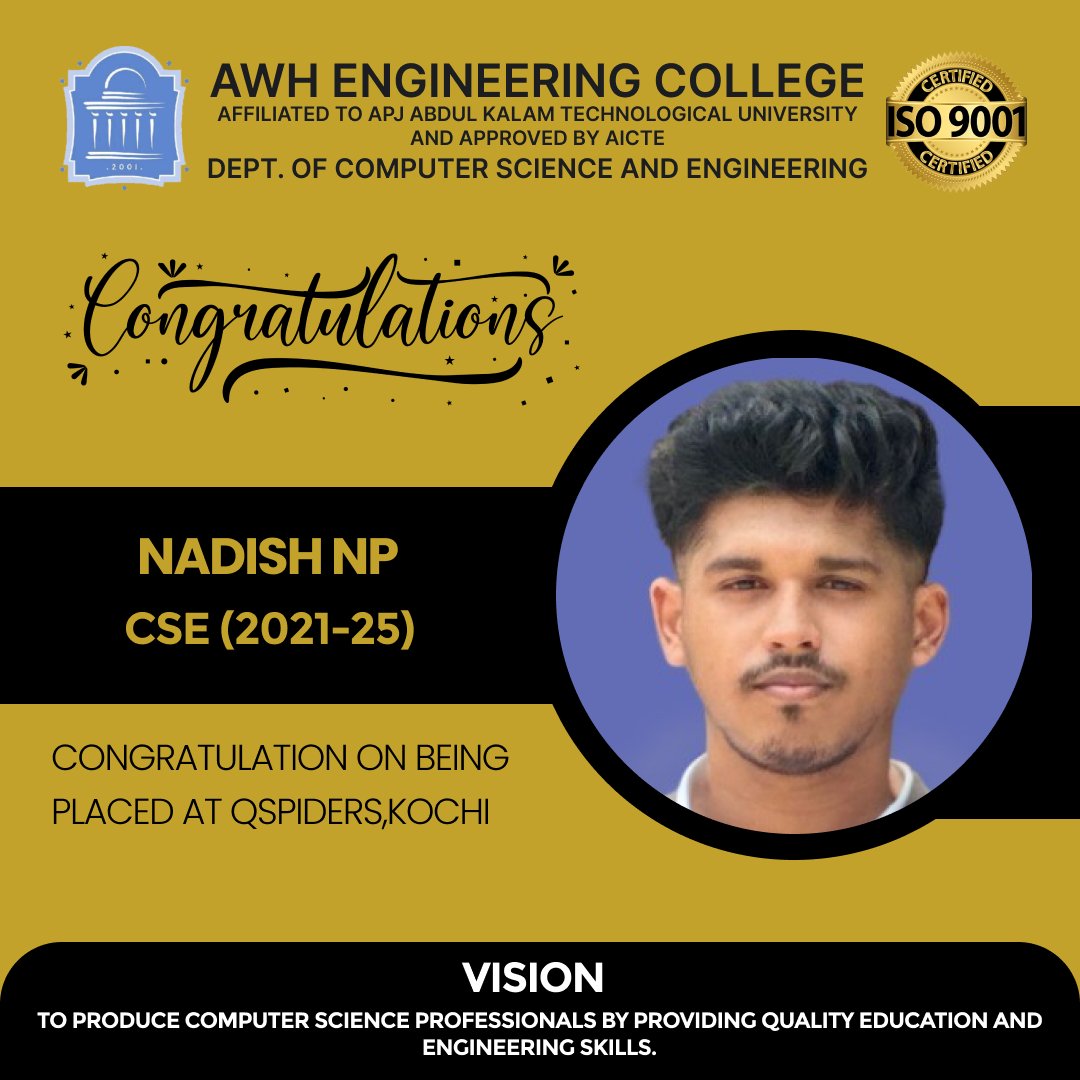 AWH ENGINEERING COLLEGE
AFFILIATED TO APJ ABDUL KALAM TECHNOLOGICAL UNIVERSITY
AND APPROVED BY AICTE
DEPT. OF COMPUTER SCIENCE AND ENGINEERING
.2001.
CERTIFIED
ISO 9001
CERTIFIED
Congratulations
NADISH NP
CSE (2021-25)
CONGRATULATION ON BEING
PLACED AT QSPIDERS,KOCHI
VISION
TO PRODUCE COMPUTER SCIENCE PROFESSIONALS BY PROVIDING QUALITY EDUCATION AND
ENGINEERING SKILLS.